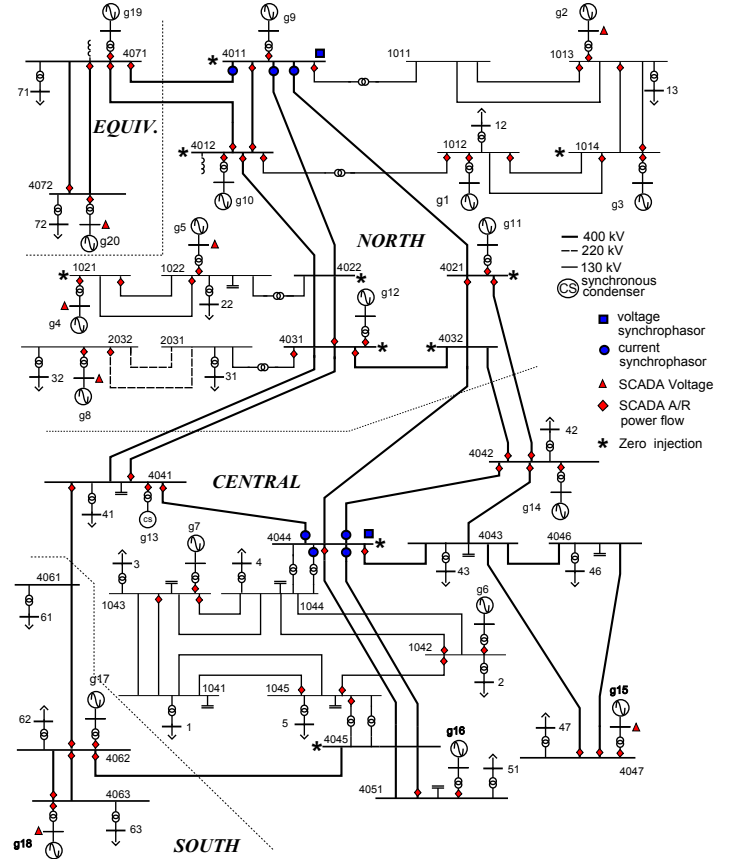 g19
g9
g2
4071
4011
1011
1013
71
13
EQUIV.
12
4012
1012
1014
4072
g10
g1
g3
72
g20
g5
NORTH
g11
400 kV
220 kV
130 kV
CS synchronous condenser
1021
1022
4022
4021
g4
22
g12
2032
2031
4031
4032
voltage synchrophasor
current synchrophasor
SCADA Voltage
SCADA A/R power flow
Zero injection
32
g8
31
42
4042
g14
CENTRAL
4041
41
CS
g13
g7
4044
4043
4046
3
4
43
46
4061
1043
1044
g6
61
1042
2
g17
1041
1045
g15
62
1
5
4045
g16
47
4062
51
4047
4063
4051
63
g18
SOUTH